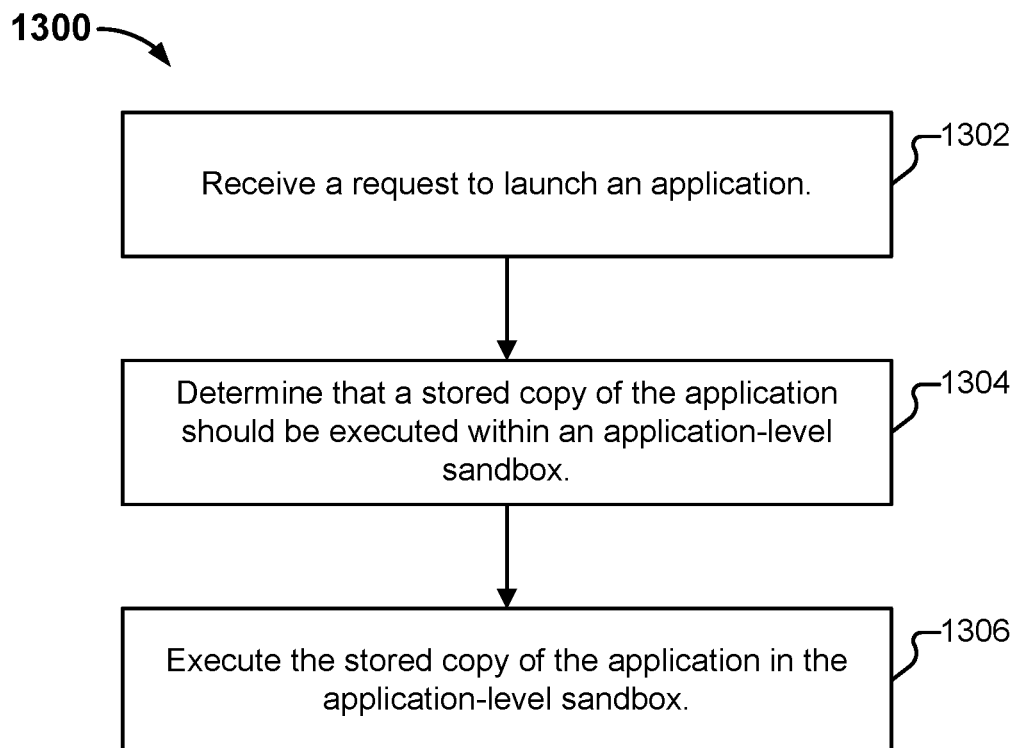 1300
1302
Receive a request to launch an application.
1304
Determine that a stored copy of the application
should be executed within an application-level
sandbox.
1306
Execute the stored copy of the application in the
application-level sandbox.